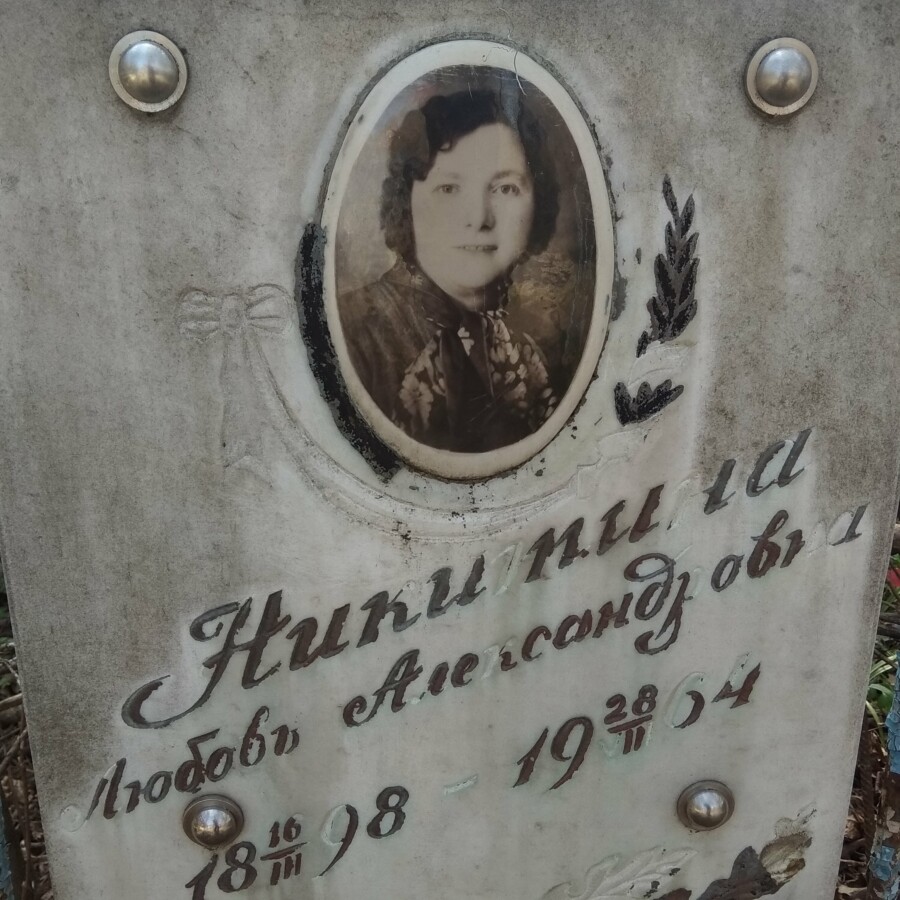 Никитина
Любовь Александровна
18 16/III 98 - 19 28/II 64